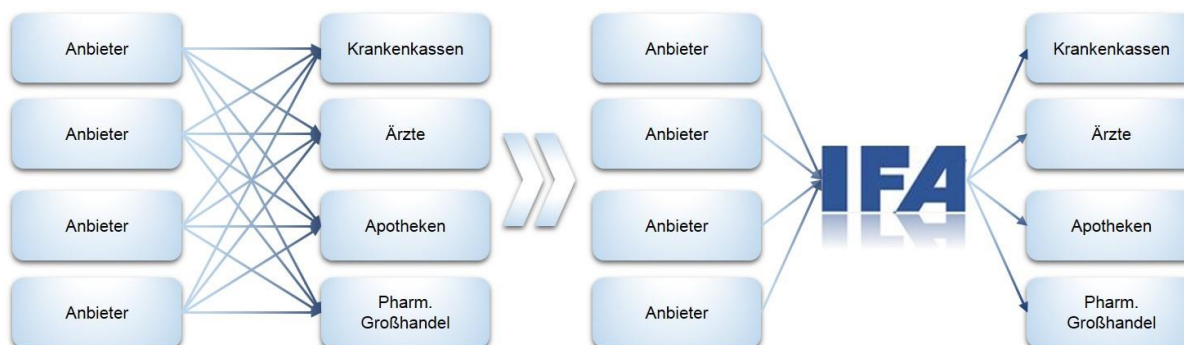 Anbieter
Krankenkassen
Anbieter
Krankenkassen
Anbieter
Ärzte
Anbieter
Ärzte
IFA
Anbieter
Apotheken
Anbieter
Apotheken
Anbieter
Pharm.
Großhandel
Anbieter
Pharm.
Großhandel